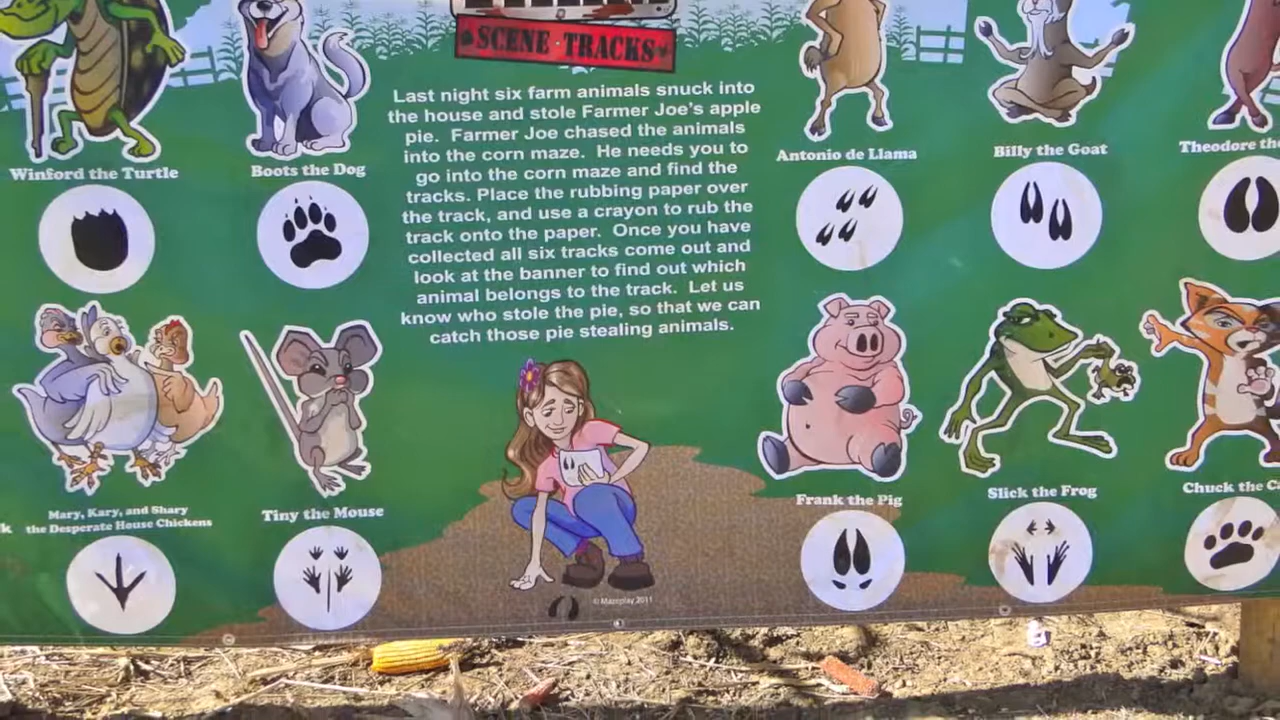 SCENE TRACKS
Last night six farm animals snuck into
the house and stole Farmer Joe's apple
pie. Farmer Joe chased the animals
into the corn maze. He needs you to
go into the corn maze and find the
tracks. Place the rubbing paper over
the track, and use a crayon to rub the
track onto the paper. Once you have
collected all six tracks come out and
look at the banner to find out which
animal belongs to the track. Let us
know who stole the pie, so that we can
catch those pie stealing animals.
Winford the Turtle
Boots the Dog
Antonio de Llama
Billy the Goat
Theodore the
Mary, Kary, and Shary
the Desperate House Chickens
Tiny the Mouse
Frank the Pig
Slick the Frog
Chuck the
© Mazeplay 2011